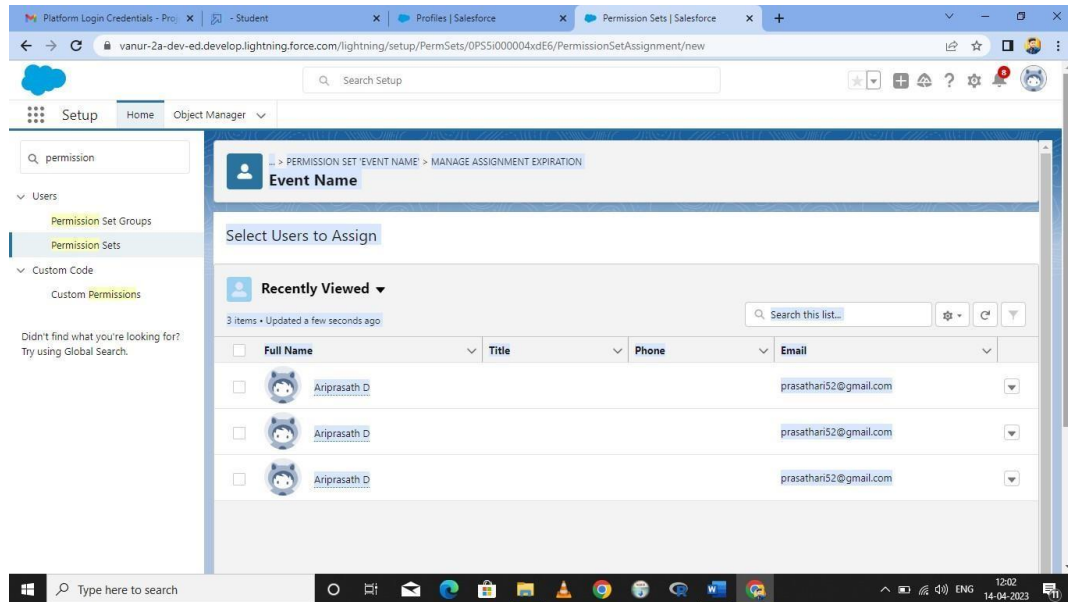 Platform Login Credentials - Proj
- Student
Profiles | Salesforce
Permission Sets | Salesforce
vanur-2a-dev-ed.develop.lightning.force.com/lightning/setup/PermSets/0PS5i000004xdE6/PermissionSetAssignment/new
Search Setup
8
Setup
Home
Object Manager
permission
Users
Permission Set Groups
Permission Sets
Custom Code
Custom Permissions
Didn't find what you're looking for?
Try using Global Search.
... > PERMISSION SET 'EVENT NAME' > MANAGE ASSIGNMENT EXPIRATION
Event Name
Select Users to Assign
Recently Viewed
3 items • Updated a few seconds ago
Search this list...
Full Name Title Phone Email
Ariprasath D prasathari52@gmail.com
Ariprasath D prasathari52@gmail.com
Ariprasath D prasathari52@gmail.com
Type here to search
ENG
12:02
14-04-2023